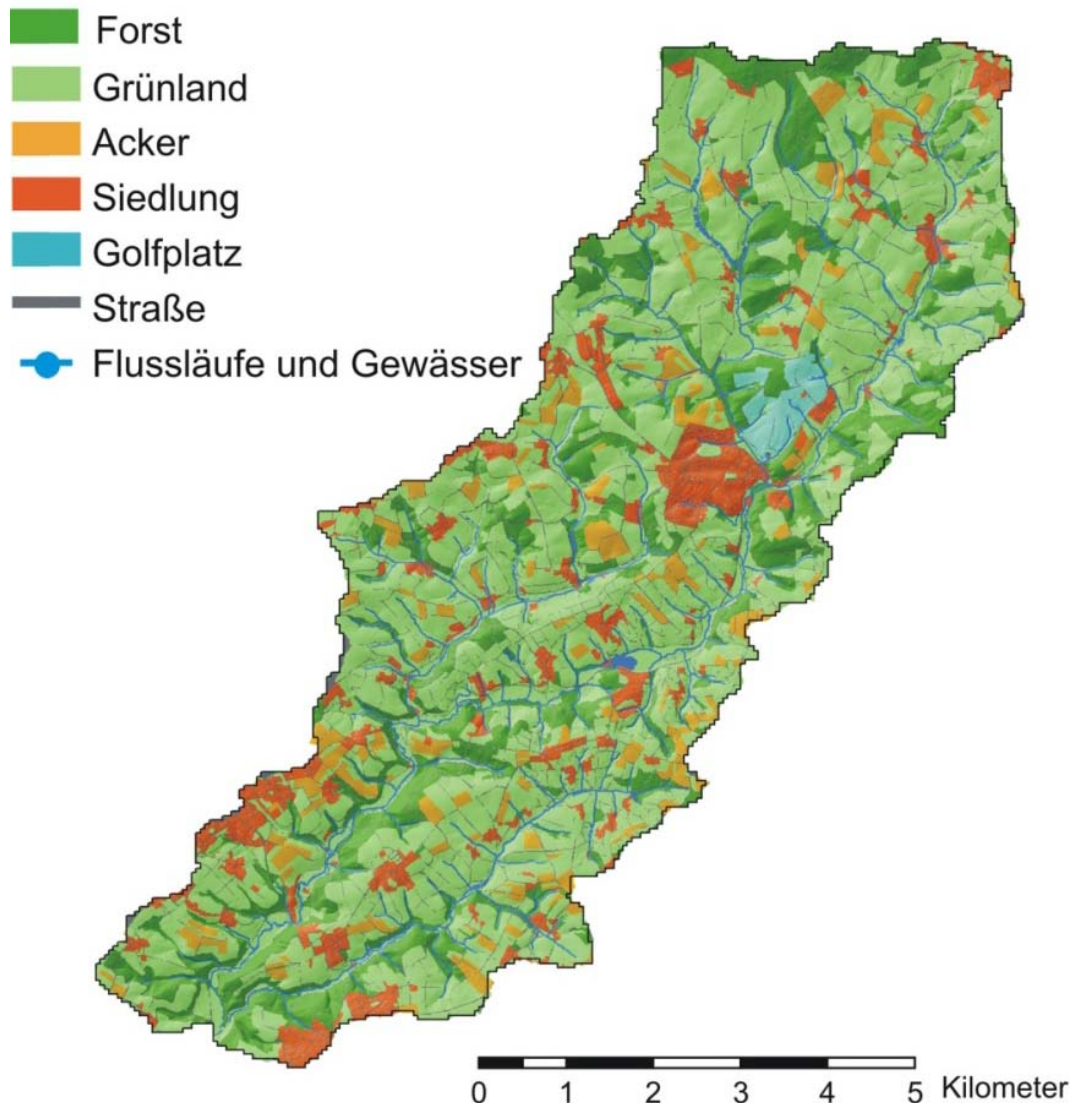 Forst
Grünland
Acker
Siedlung
Golfplatz
Straße
Flussläufe und Gewässer
0 1 2 3 4 5 Kilometer